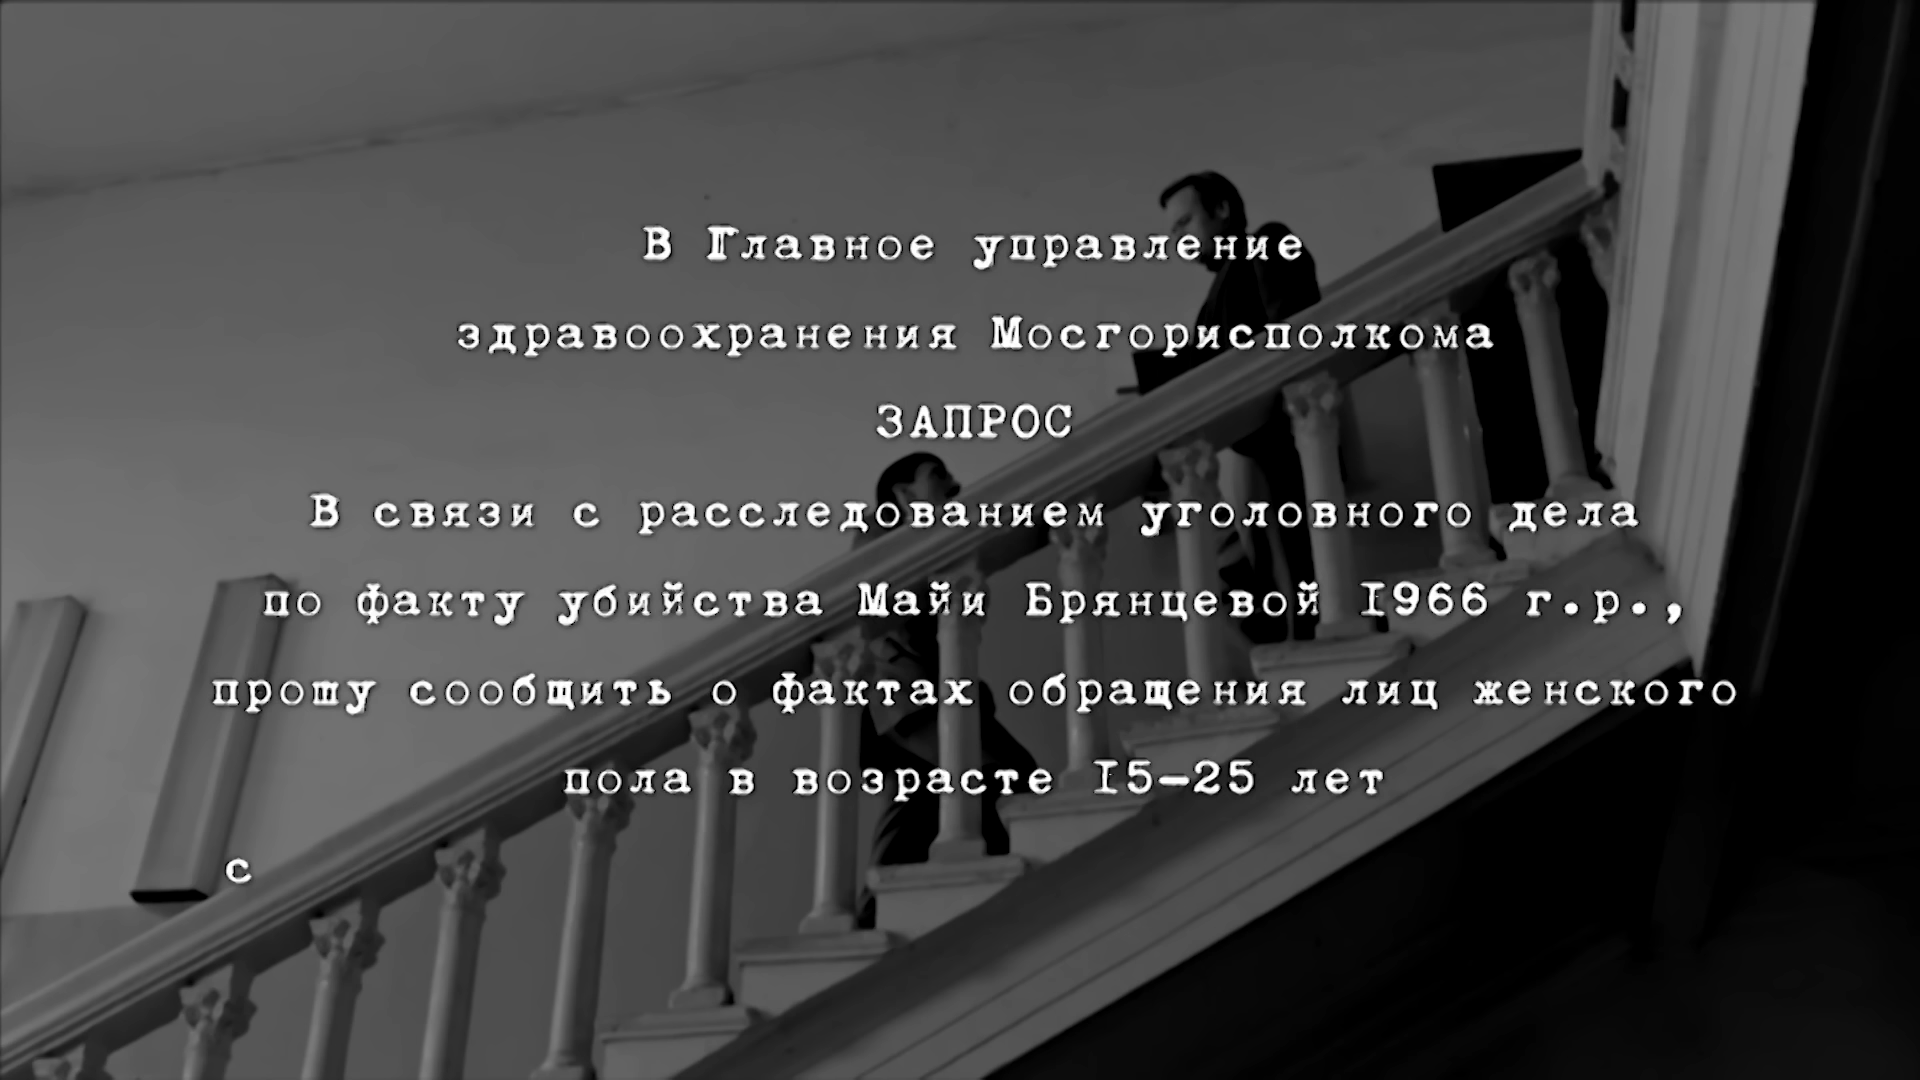 В Главное управление
здравоохранения Мосгорисполкома
ЗАПРОС
В связи с расследованием уголовного дела
по факту убийства Майи Брянцевой 1966 г.р.,
прошу сообщить о фактах обращения лиц женского
пола в возрасте 15-25 лет
с